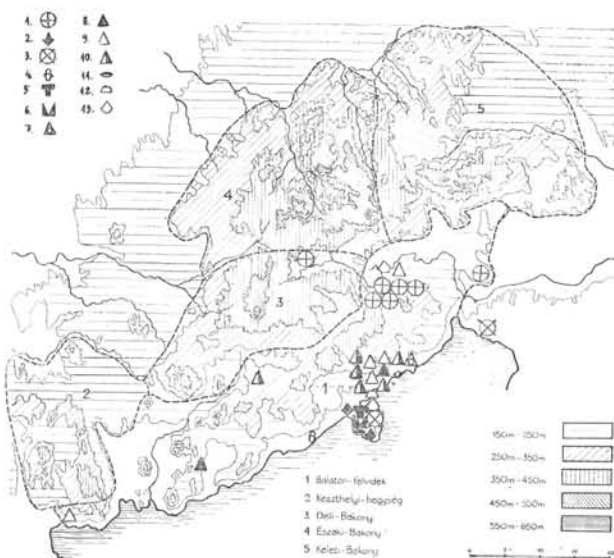 1.
2.
3.
4.
5
6.
7.
8.
9.
10.
11.
12.
13.
5
4
3
2
1
6
1 Balaton-felvidék
2 Keszthelyi-hegység
3 Déli-Bakony
4 Északi-Bakony
5 Keleti-Bakony
150m-250m
250m-350m
350m-450m
450m-550m
550m-650m